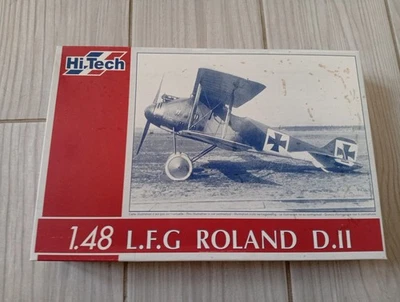 Hi-Tech
1.48 L.F.G ROLAND D.II